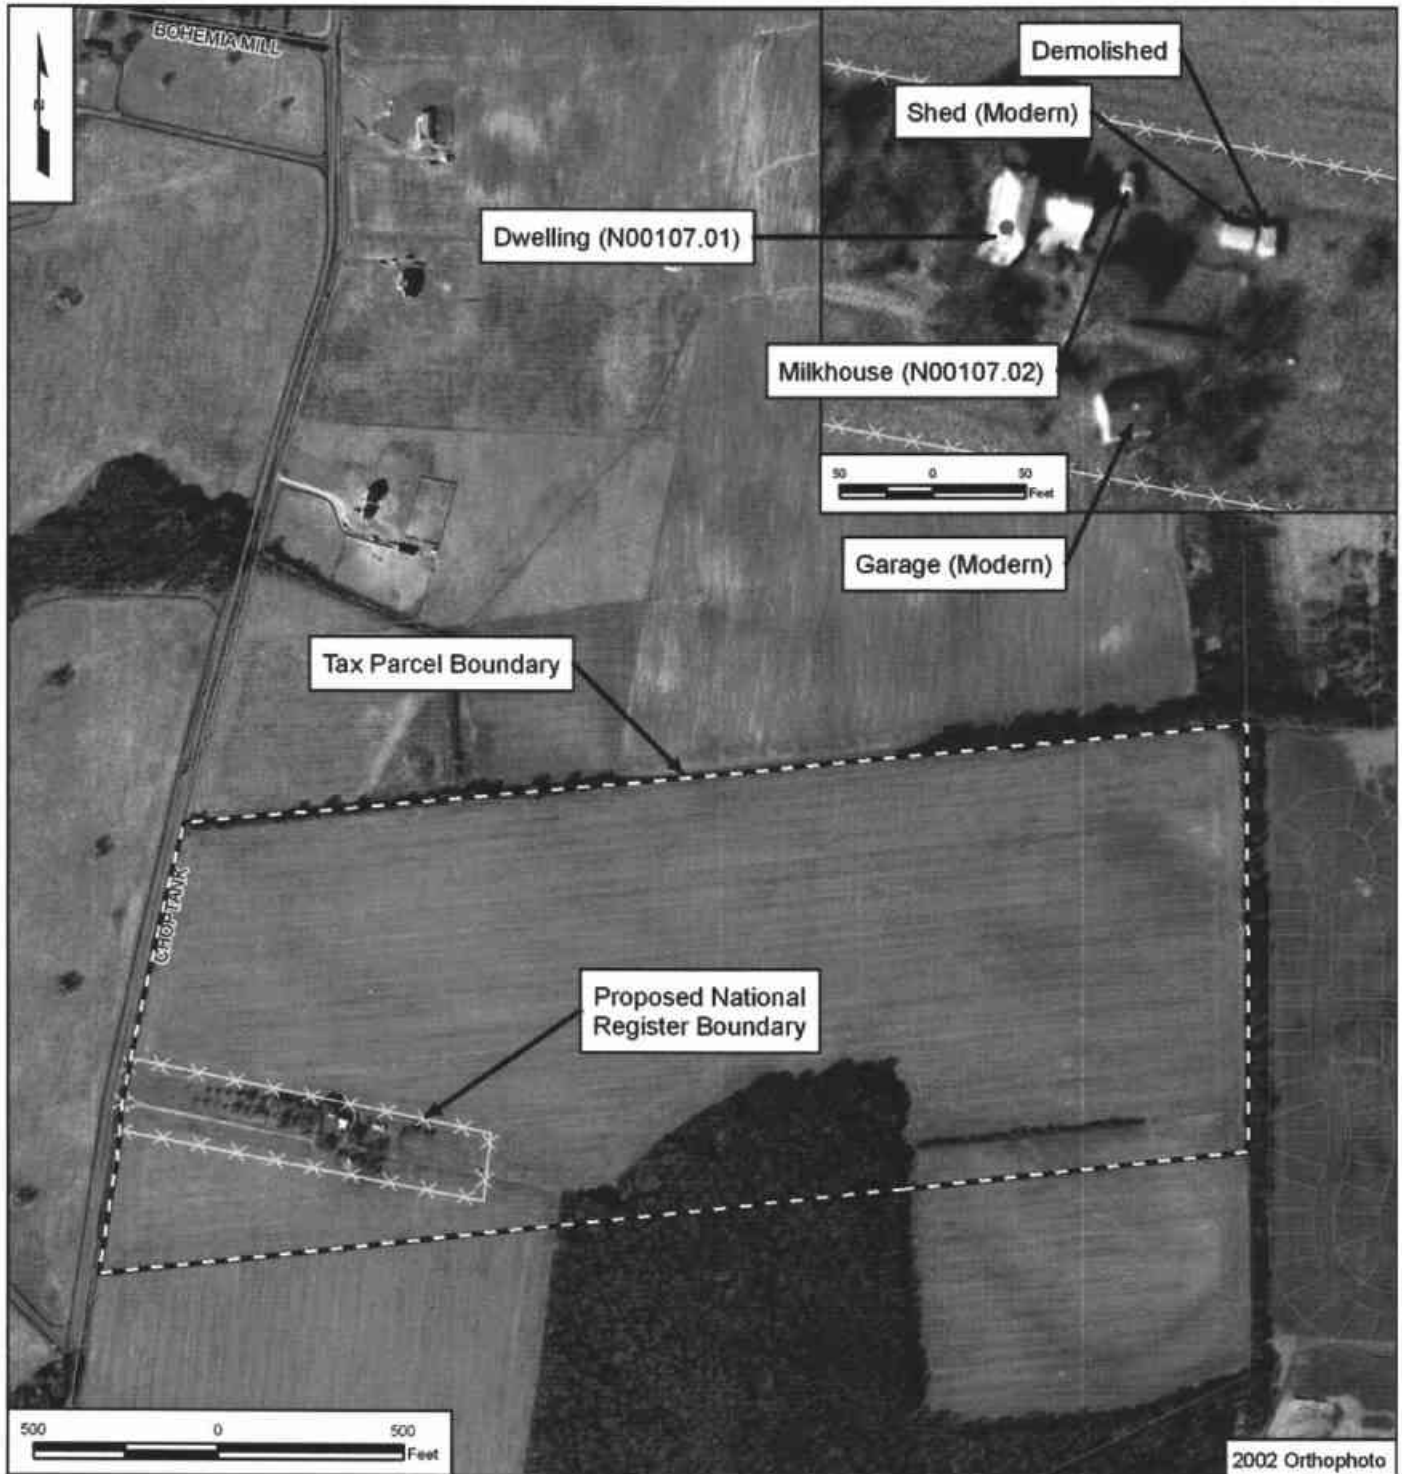 BOHEMIA MILL
N
Demolished
Shed (Modern)
Dwelling (N00107.01)
Milkhouse (N00107.02)
50 0 50
Feet
Garage (Modern)
Tax Parcel Boundary
CHOPTANK
Proposed National
Register Boundary
500 0 500
Feet
2002 Orthophoto